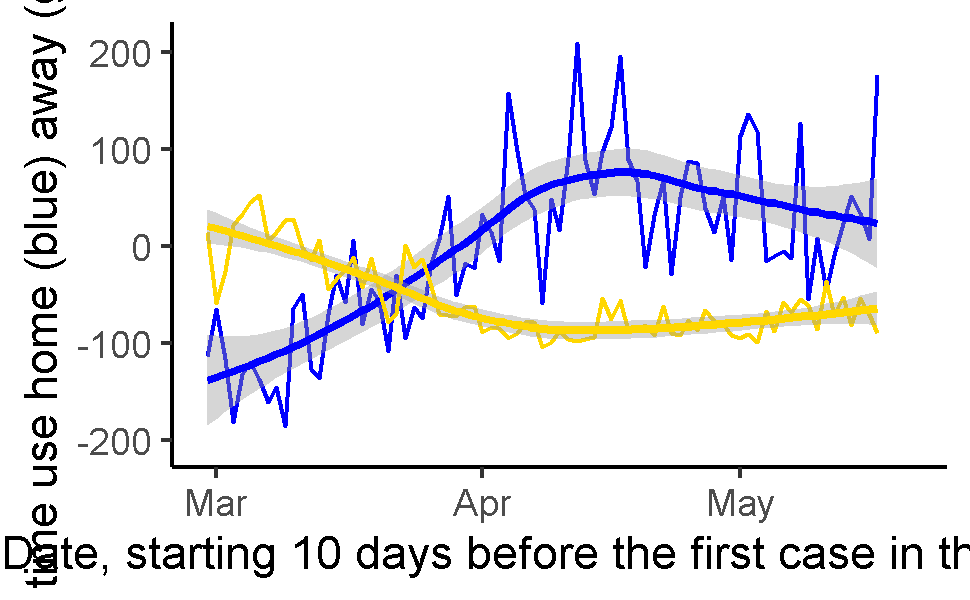 time use home (blue) away (
200
100
0
-100
-200
Mar Apr May
Date, starting 10 days before the first case in th